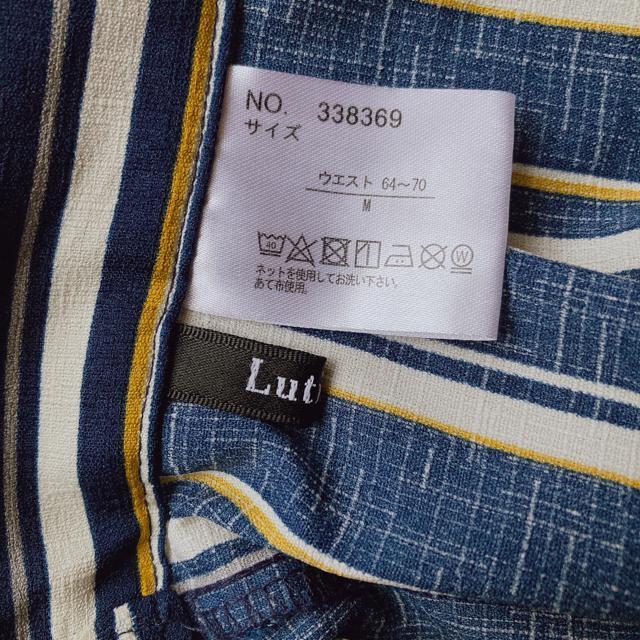 NO. 338369
サイズ
ウエスト 64～70
M
40
W
ネットを使用してお洗い下さい。
あて布使用。